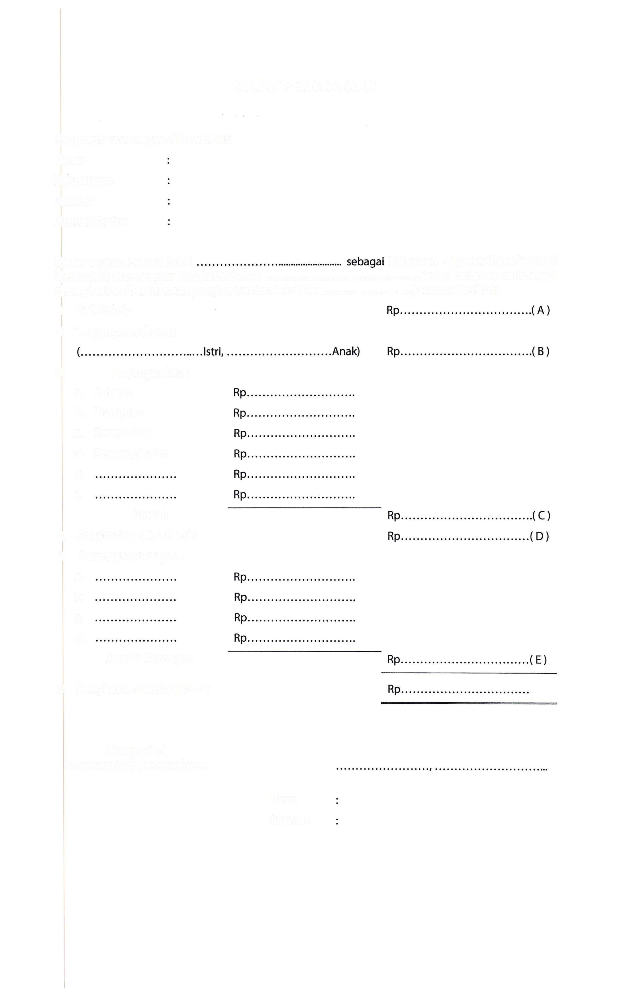 SURAT PERNYATAAN
Yang bertanda tangan di bawah ini:
Nama :
Perusahaan :
Jabatan :
Alamat Kantor :
Menerangkan bahwa Sdr/i ................................................ sebagai Karyawan di perusahaan/instansi
tersebut di atas dengan Pangkat/Jabatan ................................................, setiap bulan menerima gaji
/penghasilan (berdasarkan penghasilan terakhir bulan ..............................) sebagai berikut:
1. Gaji Pokok Rp..................................( A )
2. Tunjangan Keluarga
(................................Istri, ...........................Anak) Rp..................................( B )
3. Tunjangan lain:
a. Jabatan Rp............................
b. Transport Rp............................
c. Perumahan Rp............................
d. Rp............................
e. ..................... Rp............................
f. ..................... Rp............................
Jumlah Rp..................................( C )
4. Penghasilan ( A + B + C ) Rp.................................( D )
5. Potongan-potongan:
a. ..................... Rp............................
b. ..................... Rp............................
c. ..................... Rp............................
d. ..................... Rp............................
Jumlah Potongan Rp.................................( E )
6. Penghasilan Bersih ( D – E ) Rp.................................
Mengetahui,
Karyawan yang bersangkutan ........................, ............................
Nama :
Jabatan :